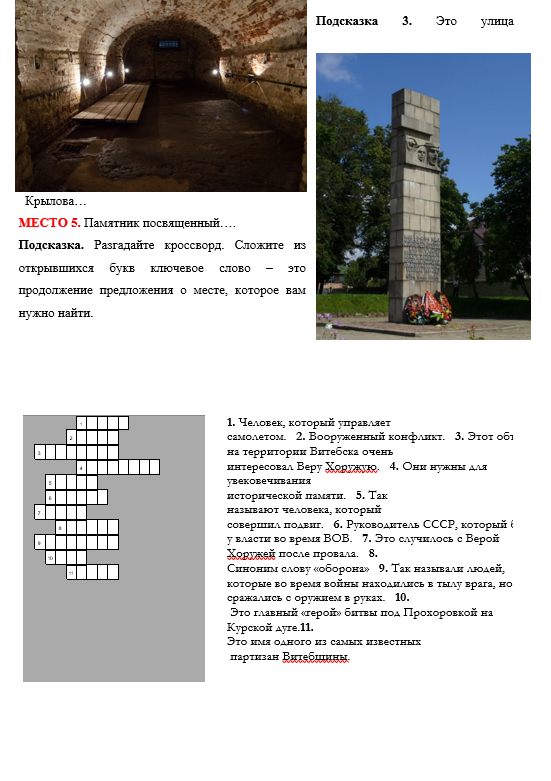 Подсказка 3. Это улица
Крылова…
МЕСТО 5. Памятник посвященный….
Подсказка. Разгадайте кроссворд. Сложите из
открывшихся букв ключевое слово – это
продолжение предложения о месте, которое вам
нужно найти.
1
2
3
4
5
6
7
8
9
10
11
1. Человек, который управляет
самолетом. 2. Вооруженный конфликт. 3. Этот
на территории Витебска очень
интересовал Веру Хоружую. 4. Они нужны для
увековечивания
исторической памяти. 5. Так
называют человека, который
совершил подвиг. 6. Руководитель СССР, который
у власти во время ВОВ. 7. Это случилось с Верой
Хоружей после провала. 8.
Синоним слову «оборона» 9. Так называли людей,
которые во время войны находились в тылу врага, но
сражались с оружием в руках. 10.
Это главный «герой» битвы под Прохоровкой на
Курской дуге.11.
Это имя одного из самых известных
партизан Витебщины.